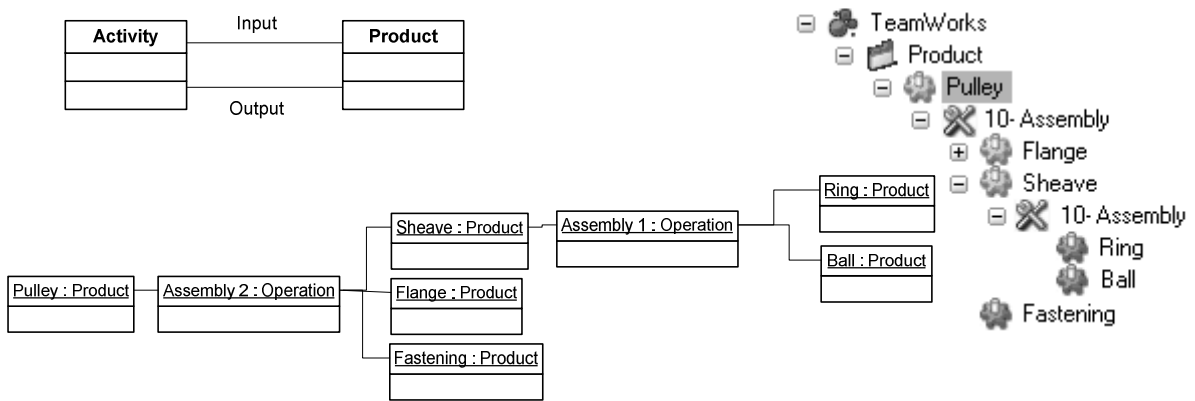 Input
Activity
Product
Output
Ring : Product
Sheave : Product
Assembly 1 : Operation
Ball : Product
Pulley : Product
Assembly 2 : Operation
Flange : Product
Fastening : Product
TeamWorks
Product
Pulley
10- Assembly
Flange
Sheave
10- Assembly
Ring
Ball
Fastening